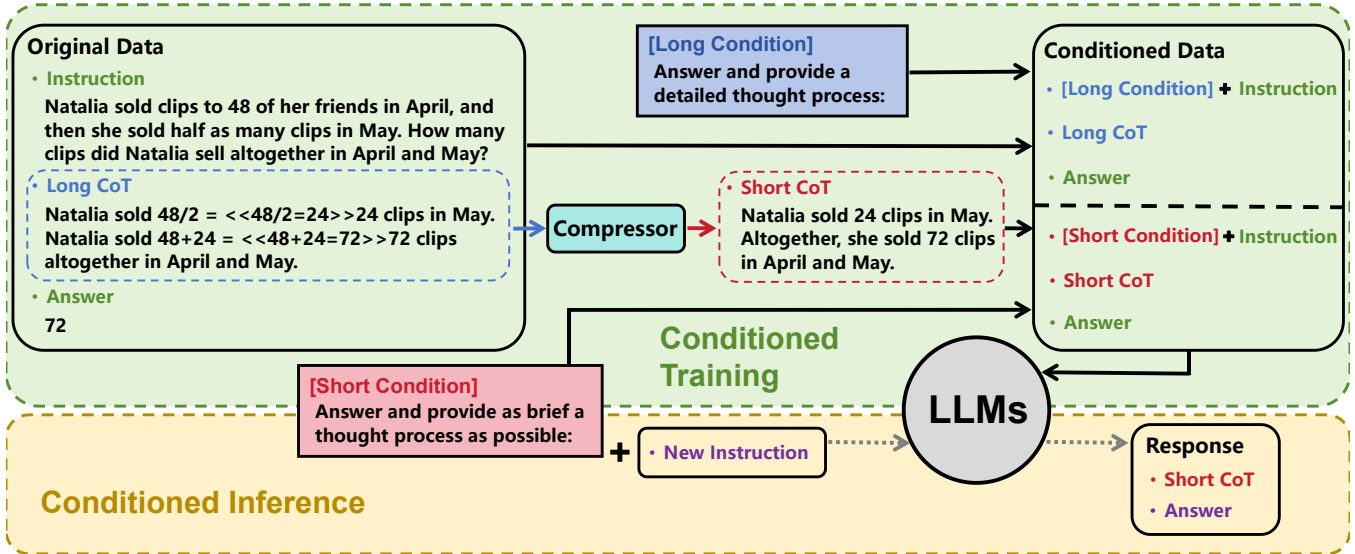 Original Data
• Instruction
Natalia sold clips to 48 of her friends in April, and
then she sold half as many clips in May. How many
clips did Natalia sell altogether in April and May?
• Long CoT
Natalia sold 48/2 = <<48/2=24>>24 clips in May.
Natalia sold 48+24 = <<48+24=72>>72 clips
altogether in April and May.
• Answer
72
Compressor
[Long Condition]
Answer and provide a
detailed thought process:
• Short CoT
Natalia sold 24 clips in May.
Altogether, she sold 72 clips
in April and May.
Conditioned Data
• [Long Condition] + Instruction
• Long CoT
• Answer
• [Short Condition] + Instruction
• Short CoT
• Answer
Conditioned
Training
[Short Condition]
Answer and provide as brief a
thought process as possible:
+
• New Instruction
LLMs
Response
• Short CoT
• Answer
Conditioned Inference